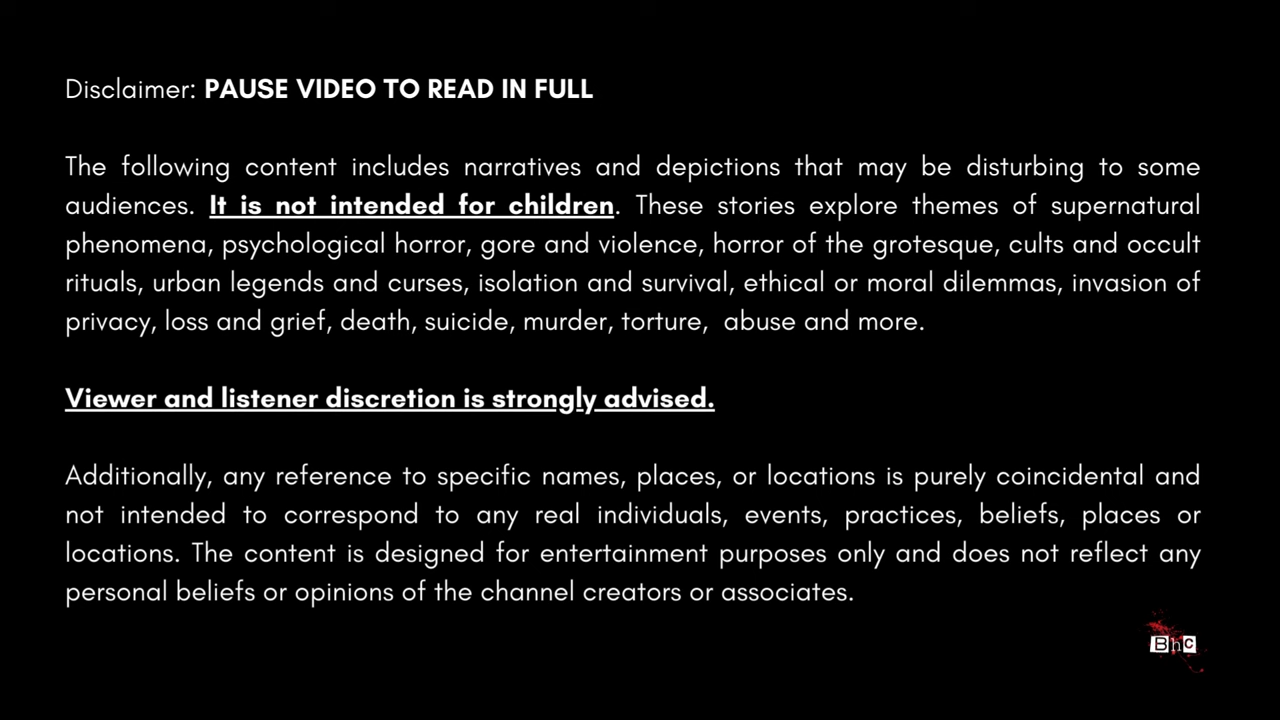 Disclaimer: PAUSE VIDEO TO READ IN FULL
The following content includes narratives and depictions that may be disturbing to some
audiences. It is not intended for children. These stories explore themes of supernatural
phenomena, psychological horror, gore and violence, horror of the grotesque, cults and occult
rituals, urban legends and curses, isolation and survival, ethical or moral dilemmas, invasion of
privacy, loss and grief, death, suicide, murder, torture, abuse and more.
Viewer and listener discretion is strongly advised.
Additionally, any reference to specific names, places, or locations is purely coincidental and
not intended to correspond to any real individuals, events, practices, beliefs, places or
locations. The content is designed for entertainment purposes only and does not reflect any
personal beliefs or opinions of the channel creators or associates.
Bhc